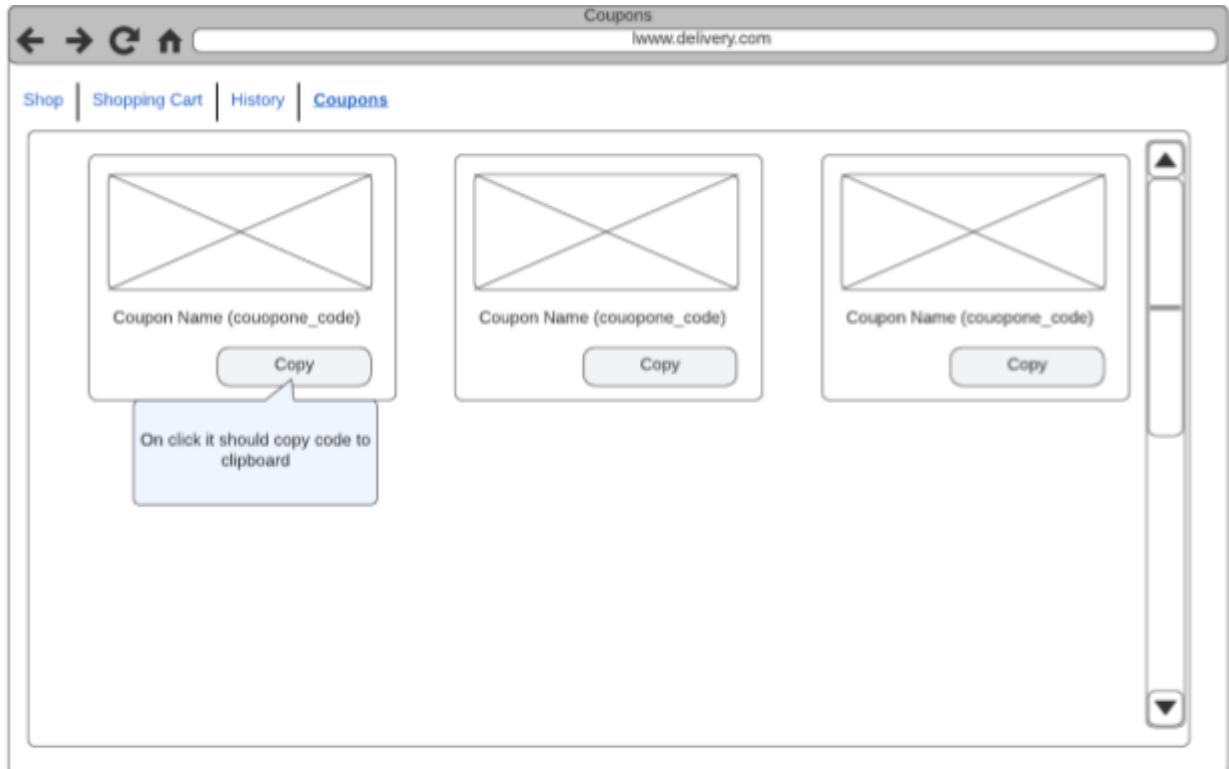 Coupons
lwww.delivery.com
Shop
Shopping Cart
History
Coupons
Coupon Name (couopone_code)
Copy
Coupon Name (couopone_code)
Copy
Coupon Name (couopone_code)
Copy
On click it should copy code to
clipboard